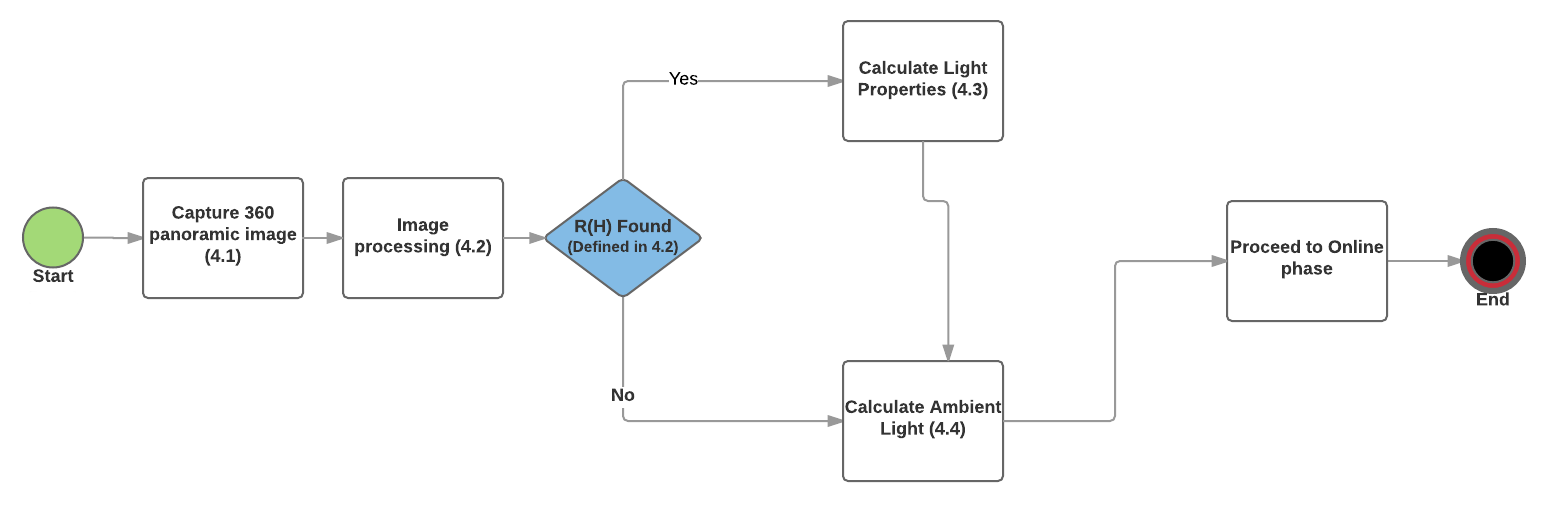 Start
Capture 360
panoramic image
(4.1)
Image
processing (4.2)
R(H) Found
(Defined in 4.2)
Yes
Calculate Light
Properties (4.3)
No
Calculate Ambient
Light (4.4)
Proceed to Online
phase
End